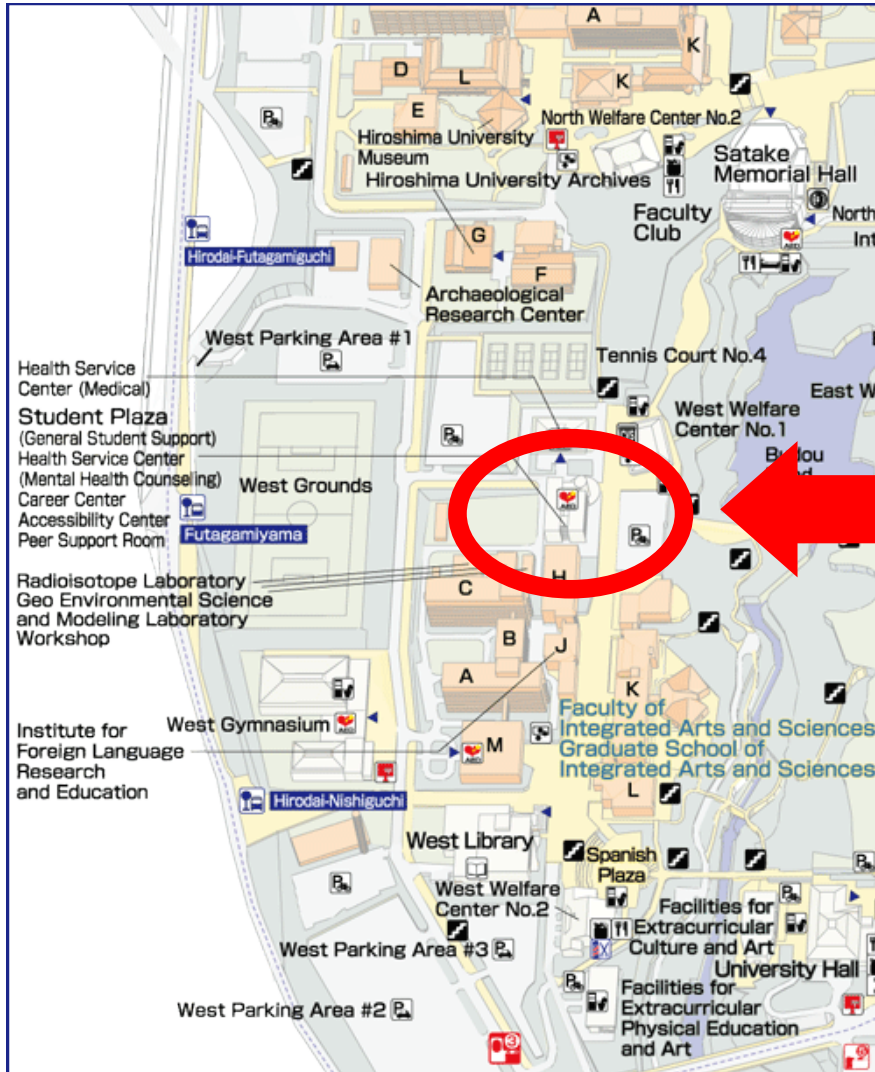 A
K
D
L
K
E
North Welfare Center No.2
Hiroshima University
Museum
Hiroshima University Archives
Satake
Memorial Hall
Faculty
Club
North
Int
G
Hirodai-Futagamiguchi
F
Archaeological
Research Center
West Parking Area #1
Tennis Court No.4
Health Service
Center (Medical)
East W
Student Plaza
(General Student Support)
Health Service Center
(Mental Health Counseling)
Career Center
Accessibility Center
Peer Support Room
West Welfare
Center No.1
West Grounds
AED
Futagamiyama
Radioisotope Laboratory
Geo Environmental Science
and Modeling Laboratory
Workshop
C
H
B
J
A
K
Faculty of
Integrated Arts and Sciences
Graduate School of
Integrated Arts and Sciences
West Gymnasium
AED
M
AED
Institute for
Foreign Language
Research
and Education
Hirodai-Nishiguchi
L
West Library
Spanish
Plaza
West Welfare
Center No.2
Facilities for
Extracurricular
Culture and Art
West Parking Area #3
University Hall
West Parking Area #2
Facilities for
Extracurricular
Physical Education
and Art
3
6